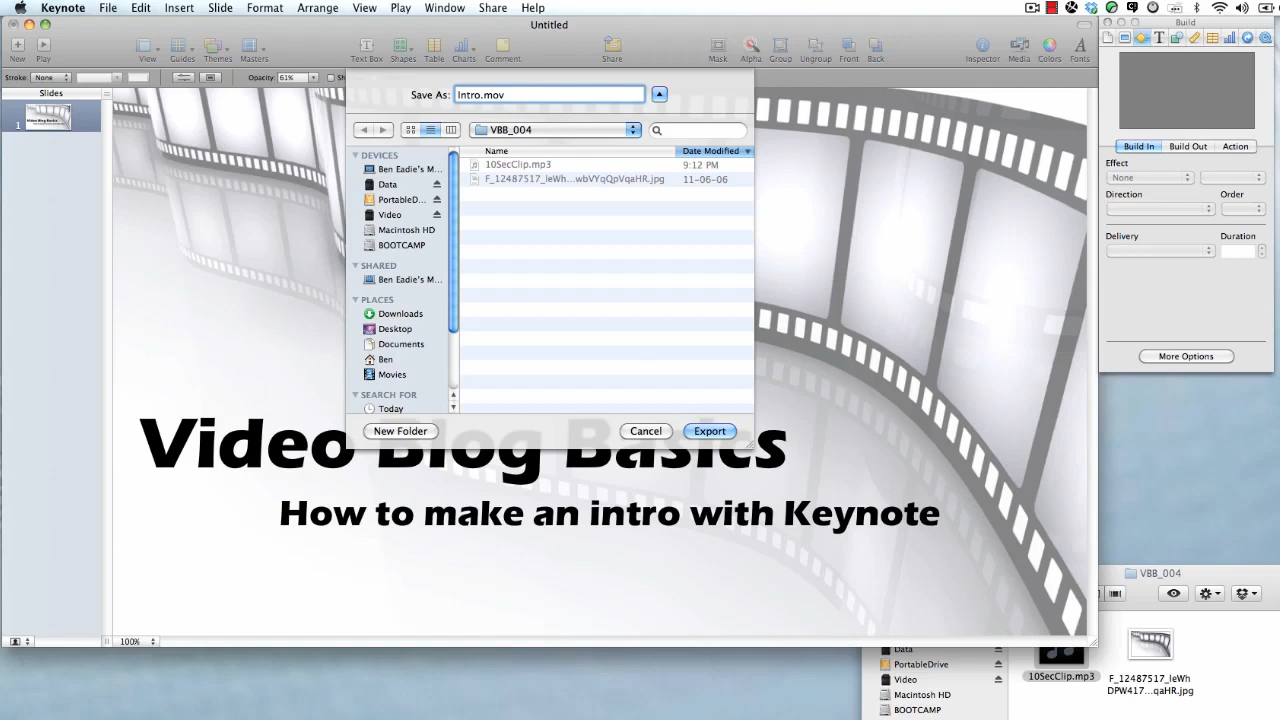 Keynote File Edit Insert Slide Format Arrange View Play Window Share Help
Untitled
Build
New Play View Guides Themes Masters Text Box Shapes Table Charts Comment Share Mask Alpha Group Ungroup Front Back Inspector Media Colors Fonts
Stroke: None Opacity: 61%
Slides
1
Save As: Intro.mov
VBB_004
Name Date Modified
10SecClip.mp3 9:12 PM
F_12487517_leWh...wbVYqQpVqaHR.jpg 11-06-06
DEVICES
Ben Eadie's M...
Data
PortableD...
Video
Macintosh HD
BOOTCAMP
SHARED
Ben Eadie's M...
PLACES
Downloads
Desktop
Documents
Ben
Movies
SEARCH FOR
Today
New Folder Cancel Export
Build In Build Out Action
Effect
None
Direction Order
Delivery Duration
More Options
Video Blog Basics
How to make an intro with Keynote
100%
VBB_004
Data
PortableDrive
Video
Macintosh HD
BOOTCAMP
10SecClip.mp3
F_12487517_leWh
DPW417...qaHR.jpg